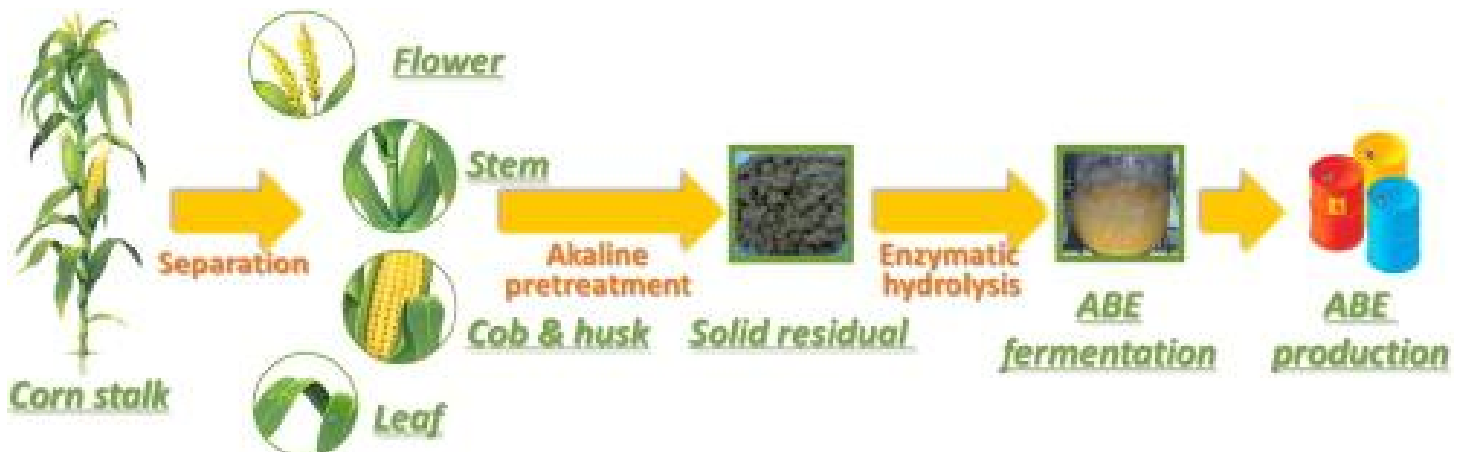 Flower
Stem
Separation
Akaline
pretreatment
Enzymatic
hydrolysis
Cob & husk
Solid residual
ABE
fermentation
ABE
production
Corn stalk
Leaf